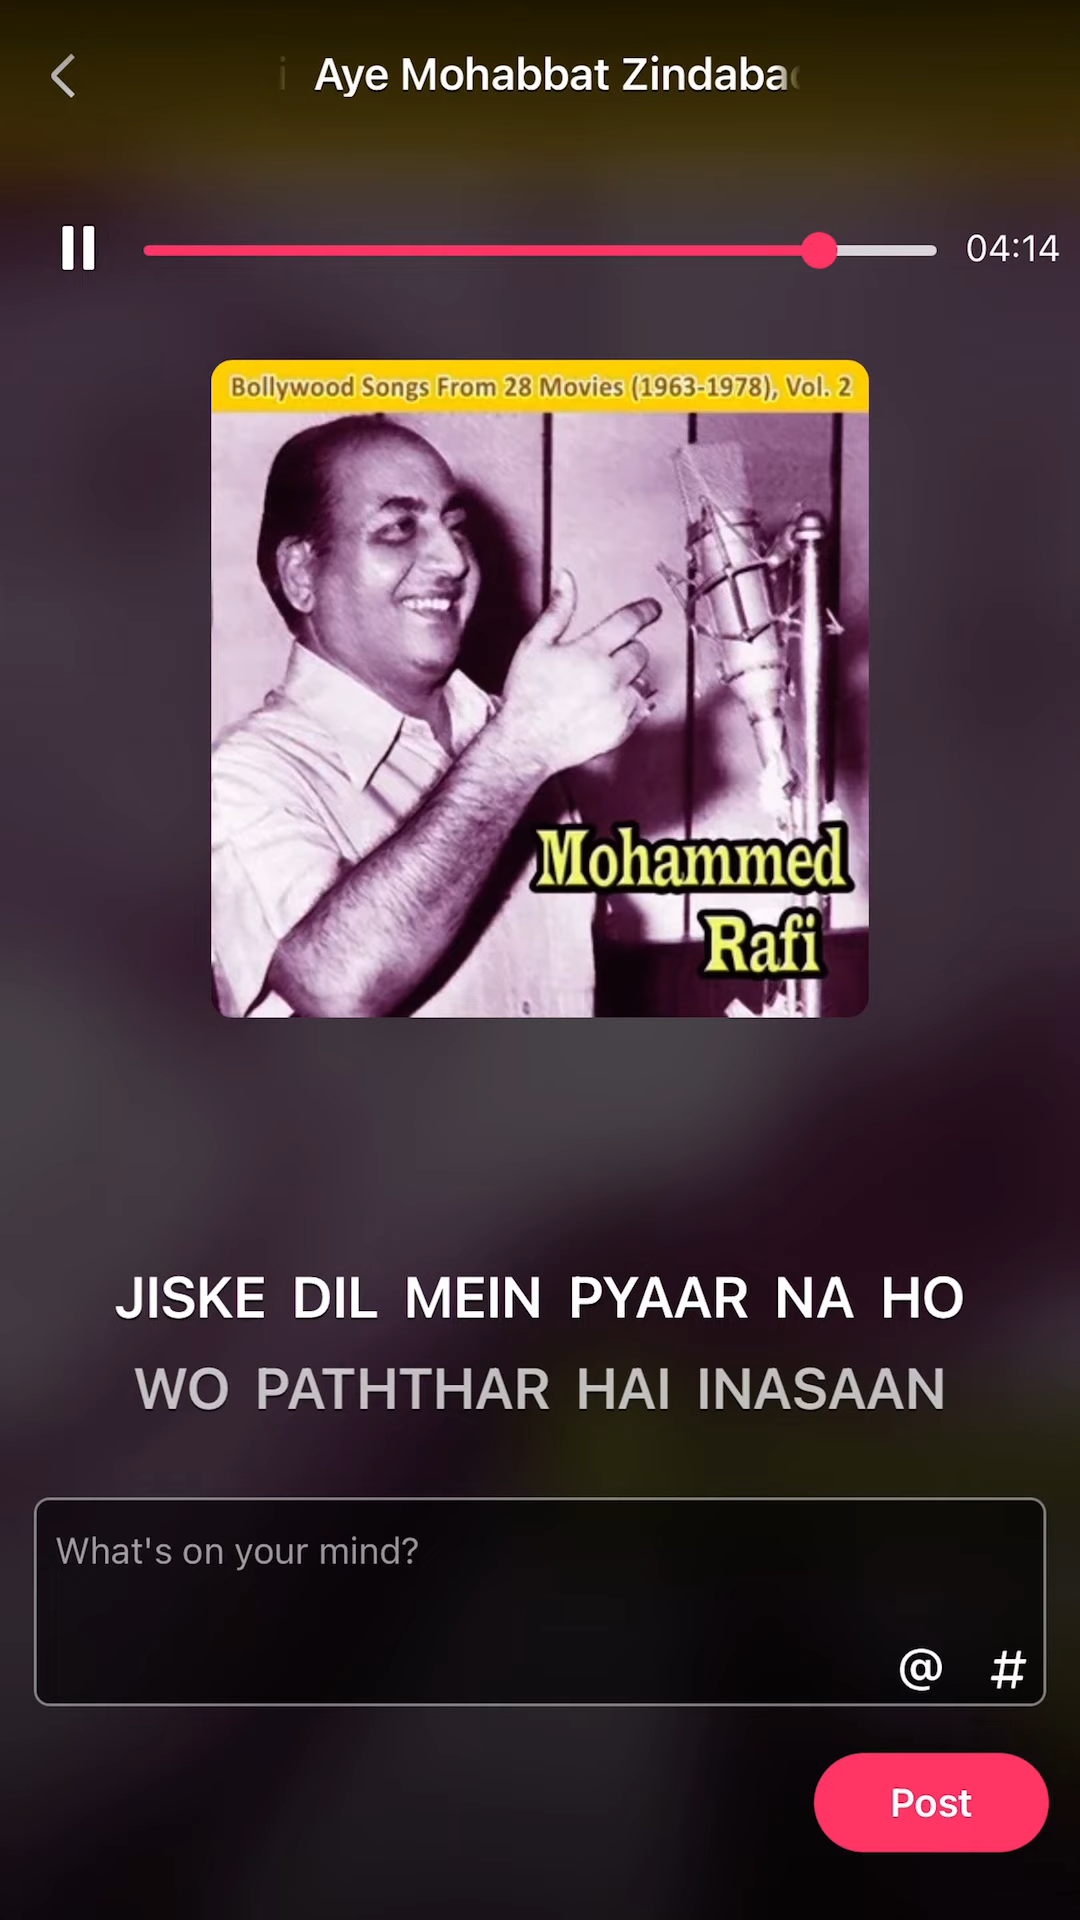 Aye Mohabbat Zindaba
04:14
Bollywood Songs From 28 Movies (1963-1978), Vol. 2
Mohammed
Rafi
JISKE DIL MEIN PYAAR NA HO
WO PATHTHAR HAI INASAAN
What's on your mind?
@ #
Post